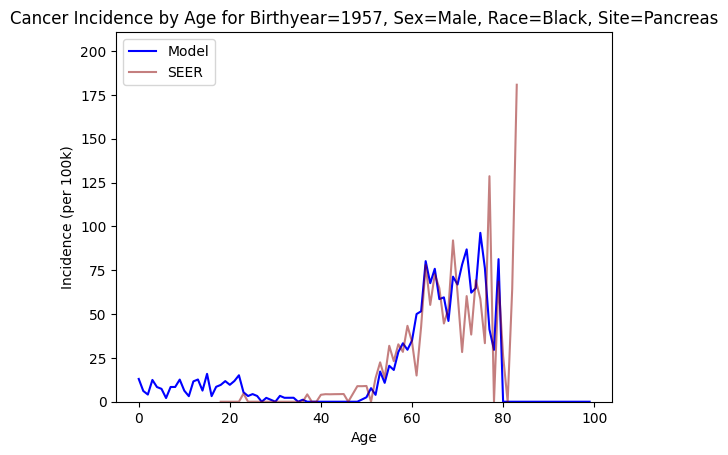 Cancer Incidence by Age for Birthyear=1957, Sex=Male, Race=Black, Site=Pancreas
Model
SEER
Incidence (per 100k)
200
175
150
125
100
75
50
25
0
0 20 40 60 80 100
Age